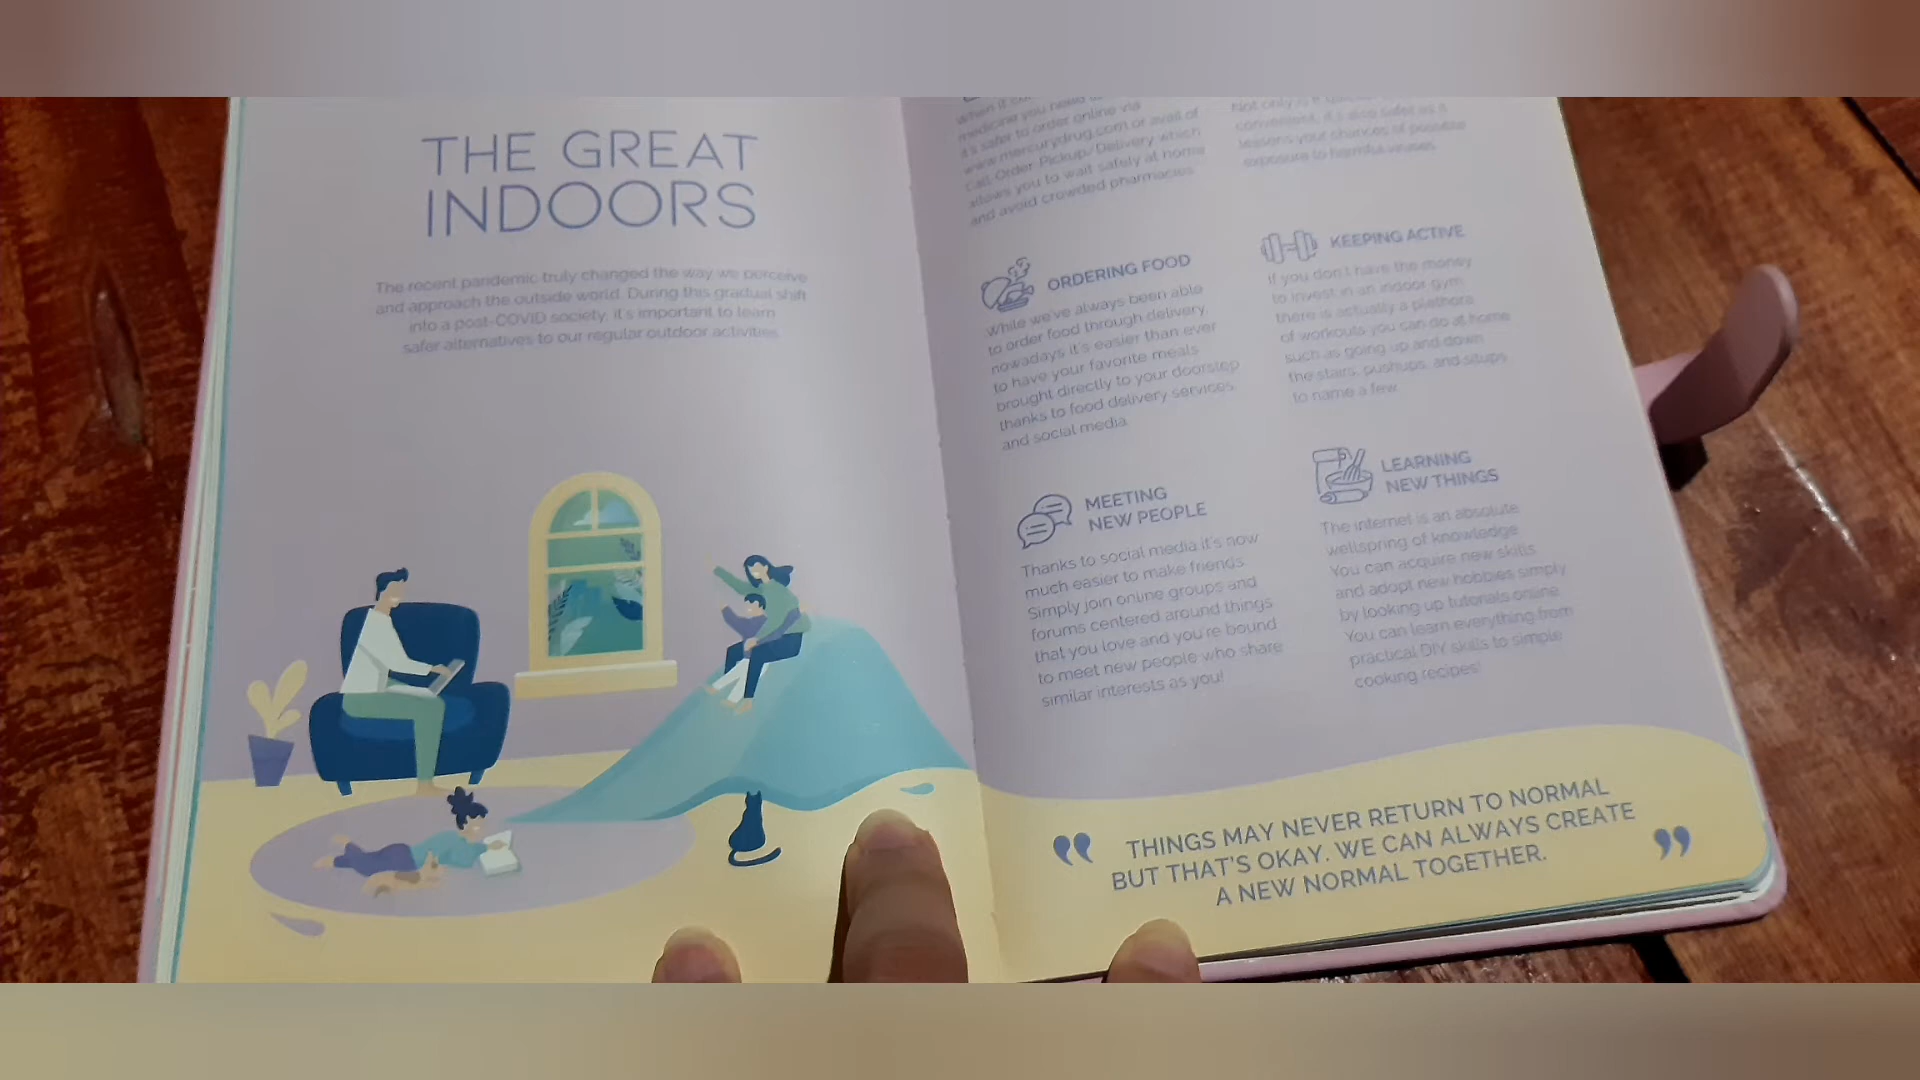 THE GREAT
INDOORS
The recent pandemic truly changed the way we perceive
and approach the outside world. During this gradual shift
into a post-COVID society, it's important to learn
safer alternatives to our regular outdoor activities.
medicine you need
it's safer to order online via
www.mercurydrug.com or avail of
Call Order Pickup/Delivery which
allows you to wait safely at home
and avoid crowded pharmacies.
Not only is it
convenient, it's also safer as it
lessens your chances of possible
exposure to harmful viruses.
ORDERING FOOD
While we've always been able
to order food through delivery,
nowadays it's easier than ever
to have your favorite meals
brought directly to your doorstep
thanks to food delivery services
and social media.
KEEPING ACTIVE
If you don't have the money
to invest in an indoor gym,
there is actually a plethora
of workouts you can do at home
such as going up and down
the stairs, pushups, and situps
to name a few.
MEETING
NEW PEOPLE
Thanks to social media it's now
much easier to make friends.
Simply join online groups and
forums centered around things
that you love and you're bound
to meet new people who share
similar interests as you!
LEARNING
NEW THINGS
The internet is an absolute
wellspring of knowledge.
You can acquire new skills
and adopt new hobbies simply
by looking up tutorials online.
You can learn everything from
practical DIY skills to simple
cooking recipes!
“THINGS MAY NEVER RETURN TO NORMAL
BUT THAT'S OKAY. WE CAN ALWAYS CREATE
A NEW NORMAL TOGETHER.”